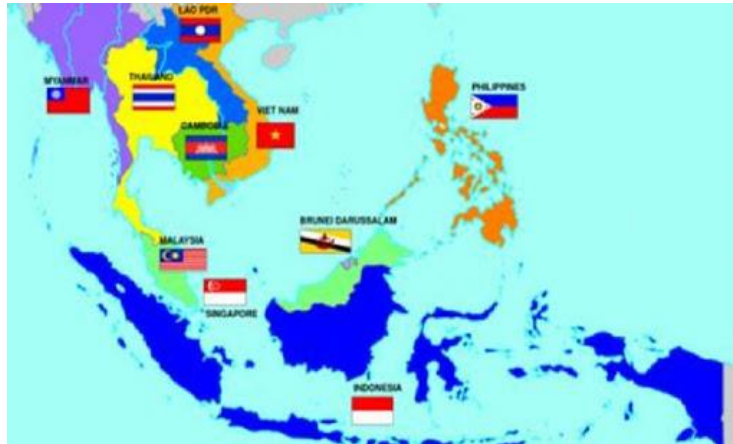 LAO PDR
MYANMAR
THAILAND
PHILIPPINES
VIET NAM
CAMBODIA
BRUNEI DARUSSALAM
MALAYSIA
SINGAPORE
INDONESIA